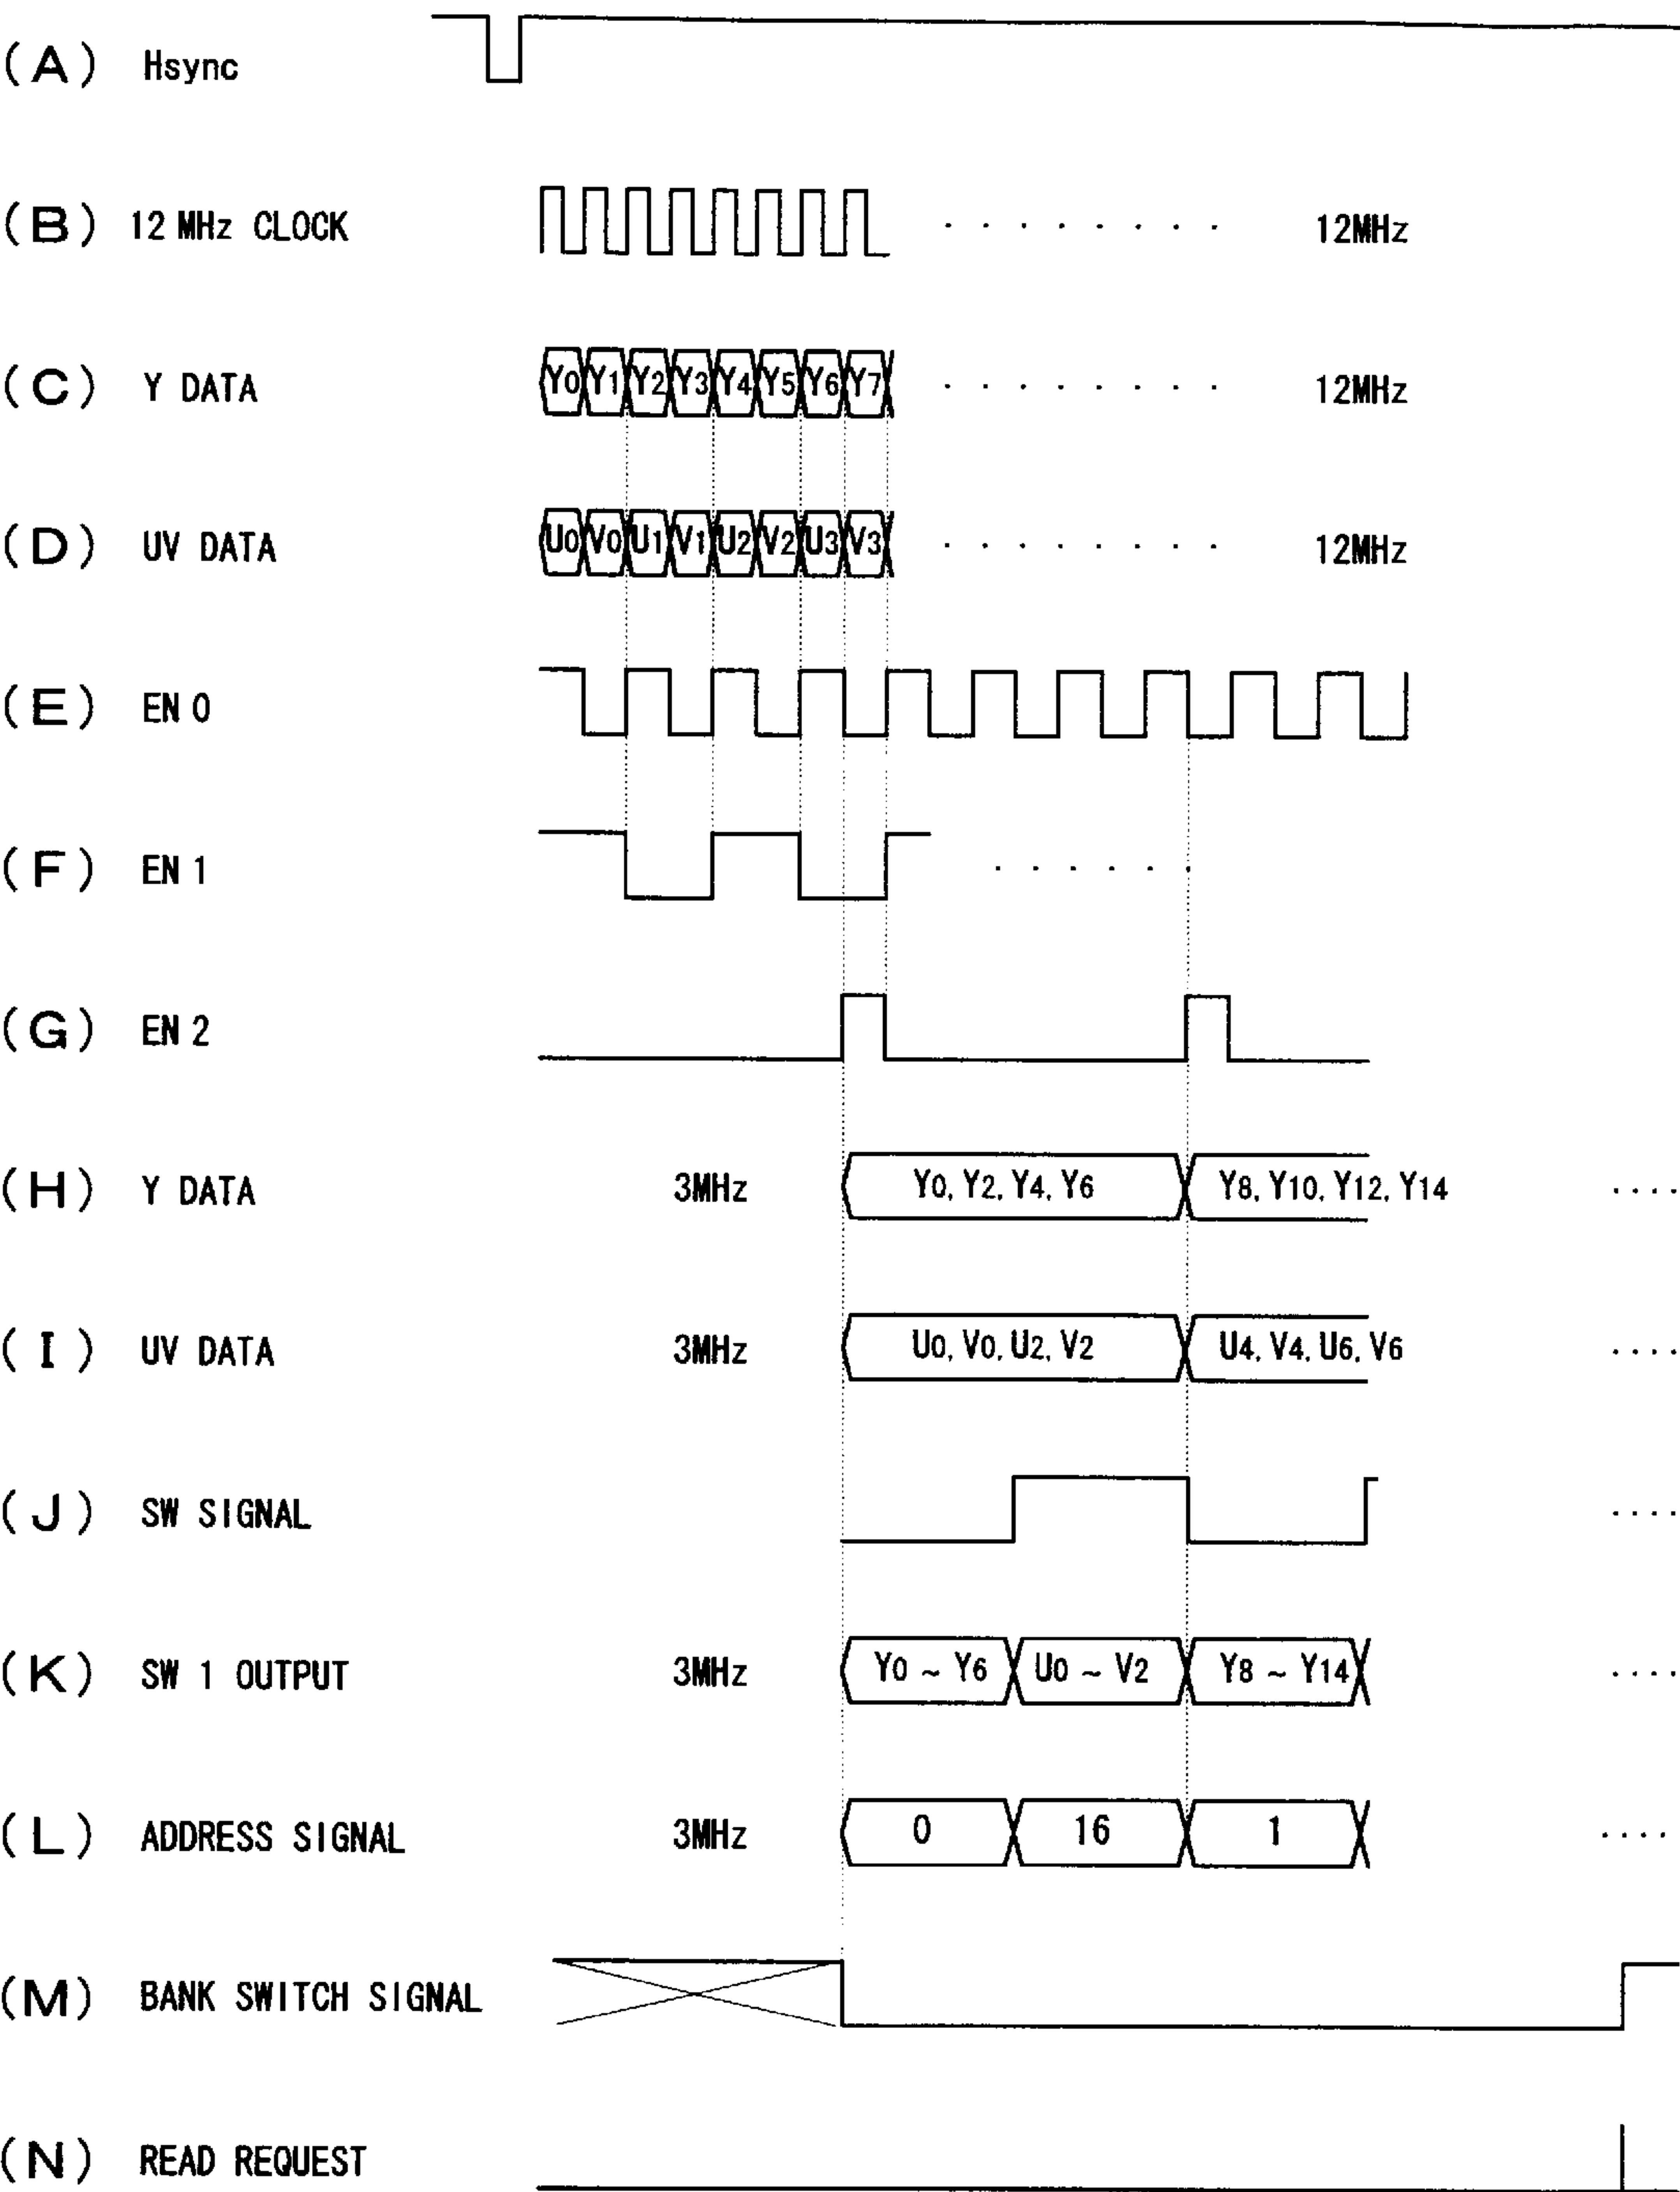 (A) Hsync
(B) 12 MHz CLOCK ........ 12MHz
(C) Y DATA Y0 Y1 Y2 Y3 Y4 Y5 Y6 Y7 ........ 12MHz
(D) UV DATA U0 V0 U1 V1 U2 V2 U3 V3 ........ 12MHz
(E) EN 0
(F) EN 1 ......
(G) EN 2
(H) Y DATA 3MHz Y0, Y2, Y4, Y6 Y8, Y10, Y12, Y14 ....
(I) UV DATA 3MHz U0, V0, U2, V2 U4, V4, U6, V6 ....
(J) SW SIGNAL ....
(K) SW 1 OUTPUT 3MHz Y0 ~ Y6 U0 ~ V2 Y8 ~ Y14 ....
(L) ADDRESS SIGNAL 3MHz 0 16 1 ....
(M) BANK SWITCH SIGNAL
(N) READ REQUEST